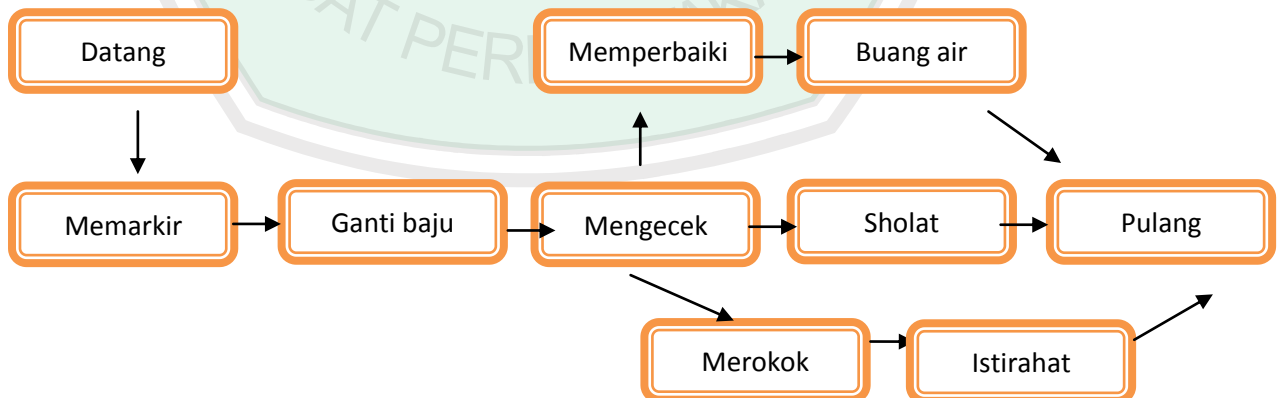 Datang
Memperbaiki
Buang air
Memarkir
Ganti baju
Mengecek
Sholat
Pulang
Merokok
Istirahat